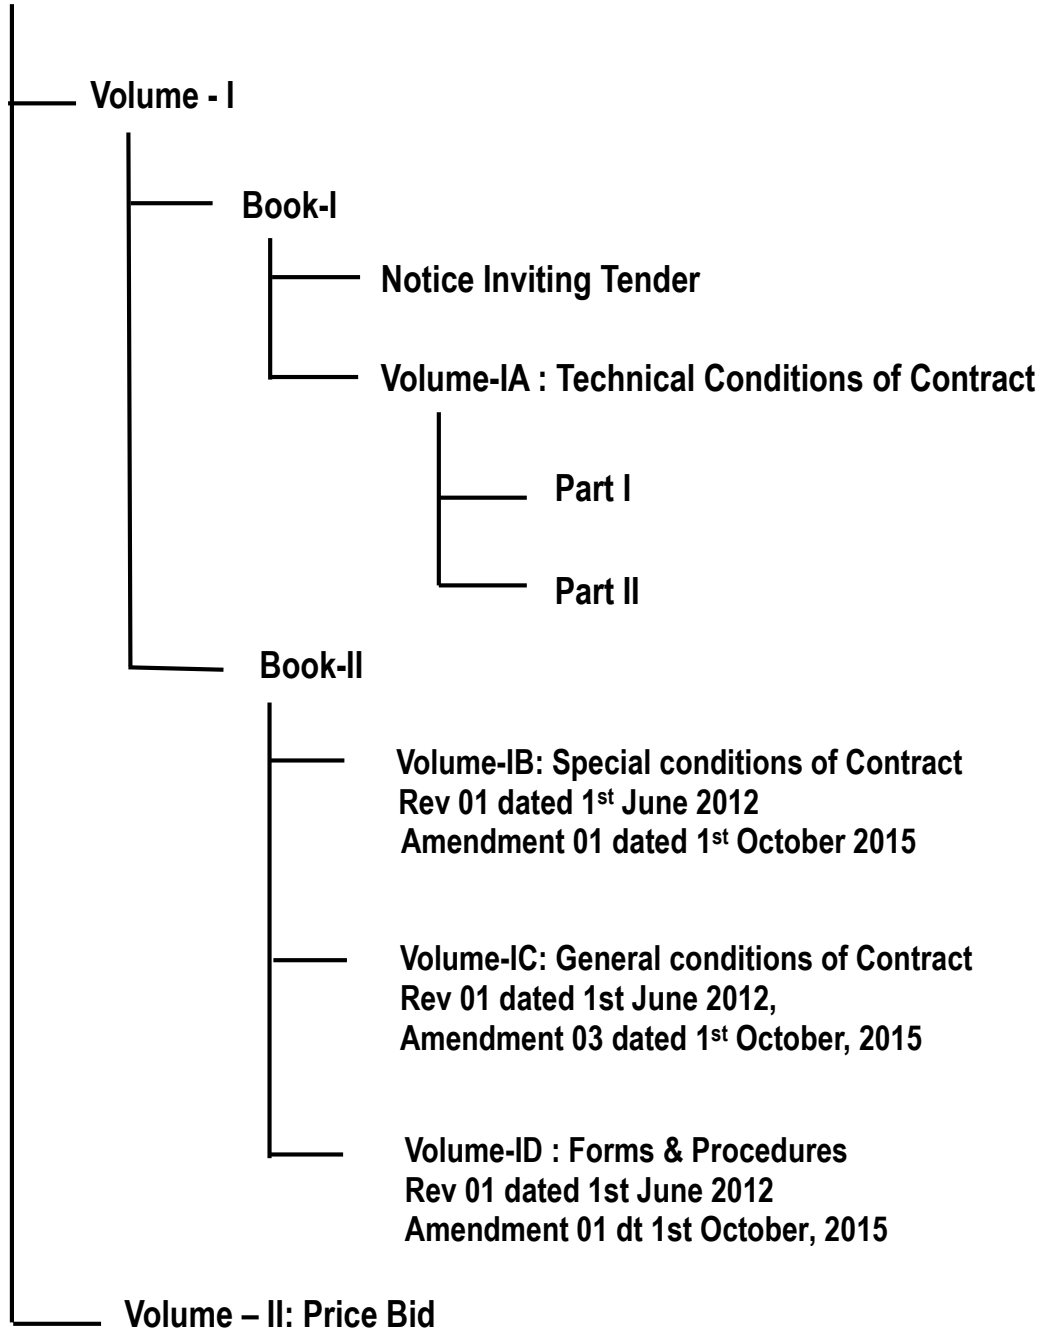 Volume - I
Book-I
Notice Inviting Tender
Volume-IA : Technical Conditions of Contract
Part I
Part II
Book-II
Volume-IB: Special conditions of Contract
Rev 01 dated 1st June 2012
Amendment 01 dated 1st October 2015
Volume-IC: General conditions of Contract
Rev 01 dated 1st June 2012,
Amendment 03 dated 1st October, 2015
Volume-ID : Forms & Procedures
Rev 01 dated 1st June 2012
Amendment 01 dt 1st October, 2015
Volume – II: Price Bid